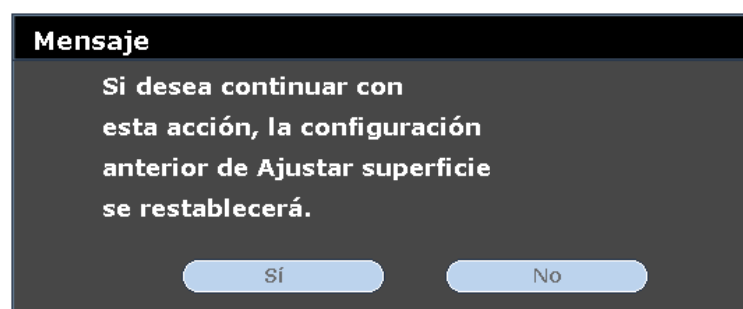 Mensaje
Si desea continuar con
esta acción, la configuración
anterior de Ajustar superficie
se restablecerá.
Sí No